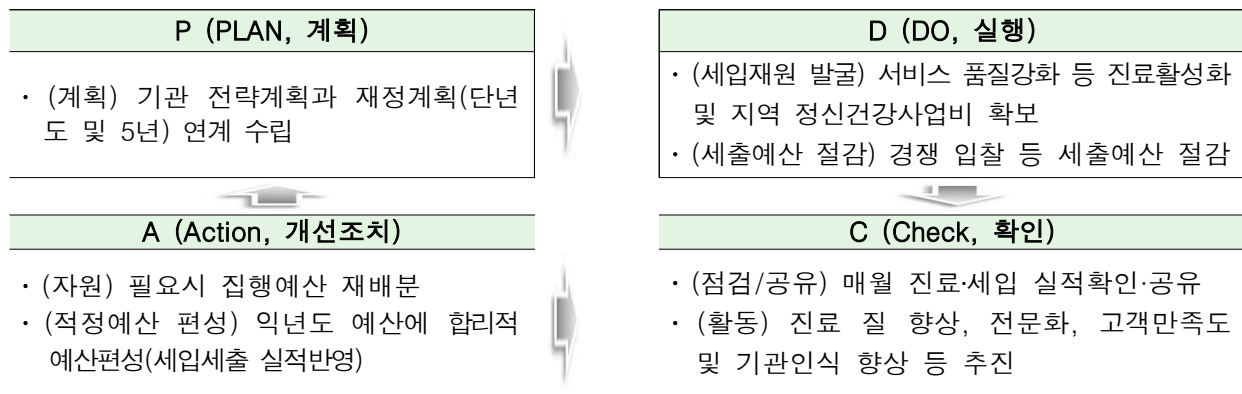 P (PLAN, 계획)
· (계획) 기관 전략계획과 재정계획(단년
도 및 5년) 연계 수립
D (DO, 실행)
· (세입재원 발굴) 서비스 품질강화 등 진료활성화
및 지역 정신건강사업비 확보
· (세출예산 절감) 경쟁 입찰 등 세출예산 절감
A (Action, 개선조치)
· (자원) 필요시 집행예산 재배분
· (적정예산 편성) 익년도 예산에 합리적
예산편성(세입세출 실적반영)
C (Check, 확인)
· (점검/공유) 매월 진료·세입 실적확인·공유
· (활동) 진료 질 향상, 전문화, 고객만족도
및 기관인식 향상 등 추진